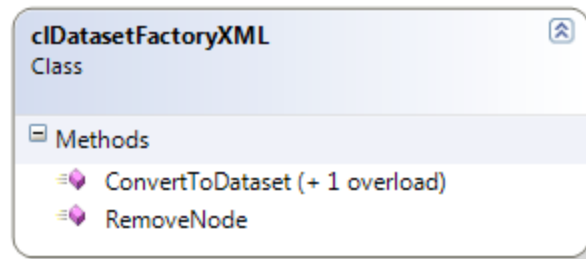 clDatasetFactoryXML
Class
Methods
ConvertToDataset (+ 1 overload)
RemoveNode